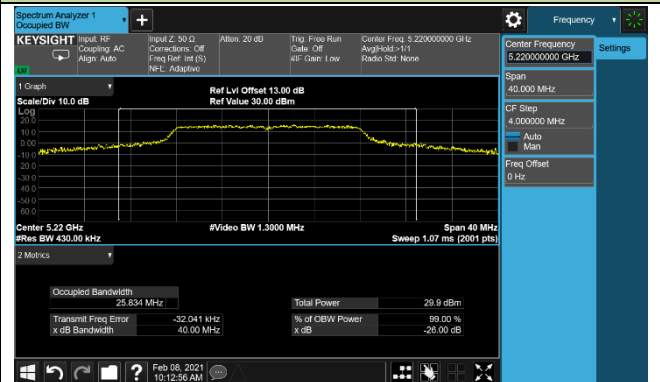 Spectrum Analyzer 1
Occupied BW
Frequency
KEYSIGHT Input: RF Input Z: 50 Ω Atten: 20 dB Trig: Free Run Center Freq: 5.220000000 GHz
Coupling: AC Corrections: Off Gate: Off Avg|Hold:>1/1
Align: Auto Freq Ref: Int (S) #IF Gain: Low Radio Std: None
NFE: Adaptive
Center Frequency
5.220000000 GHz
Settings
Span
40.000 MHz
CF Step
4.000000 MHz
Auto
Man
Freq Offset
0 Hz
1 Graph
Ref Lvl Offset 13.00 dB
Scale/Div 10.0 dB Ref Value 30.00 dBm
Log
20.0
10.0
0.00
-10.0
-20.0
-30.0
-40.0
-50.0
-60.0
Center 5.22 GHz #Video BW 1.3000 MHz Span 40 MHz
#Res BW 430.00 kHz Sweep 1.07 ms (2001 pts)
2 Metrics
Occupied Bandwidth
25.834 MHz Total Power 29.9 dBm
Transmit Freq Error -32.041 kHz % of OBW Power 99.00 %
x dB Bandwidth 40.00 MHz x dB -26.00 dB
Feb 08, 2021
10:12:56 AM